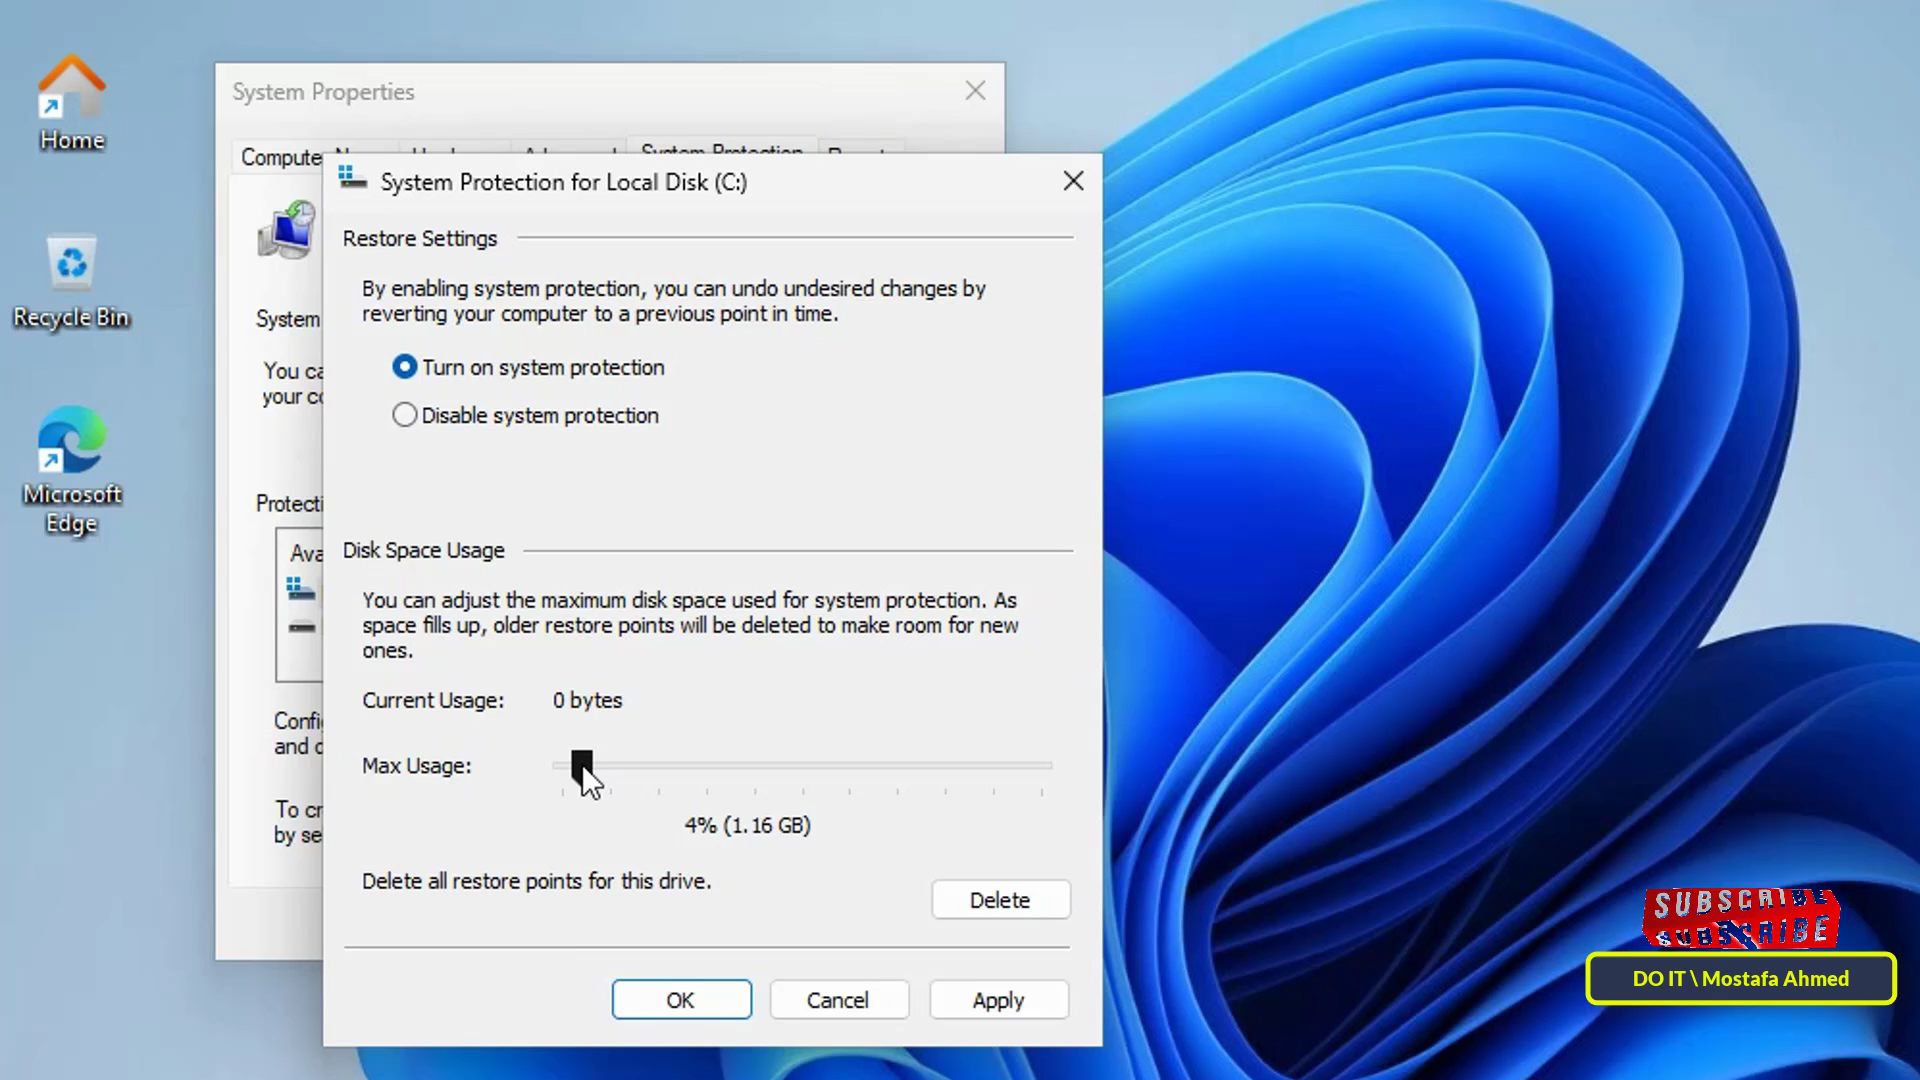 Home
Recycle Bin
Microsoft
Edge
System Properties
System Protection
System Protection for Local Disk (C:)
Restore Settings
By enabling system protection, you can undo undesired changes by
reverting your computer to a previous point in time.
Turn on system protection
Disable system protection
System
Disk Space Usage
You can adjust the maximum disk space used for system protection. As
space fills up, older restore points will be deleted to make room for new
ones.
Current Usage: 0 bytes
Max Usage:
4% (1.16 GB)
Delete all restore points for this drive.
Delete
OK
Cancel
Apply
SUBSCRIBE
SUBSCRIBE
DO IT \ Mostafa Ahmed